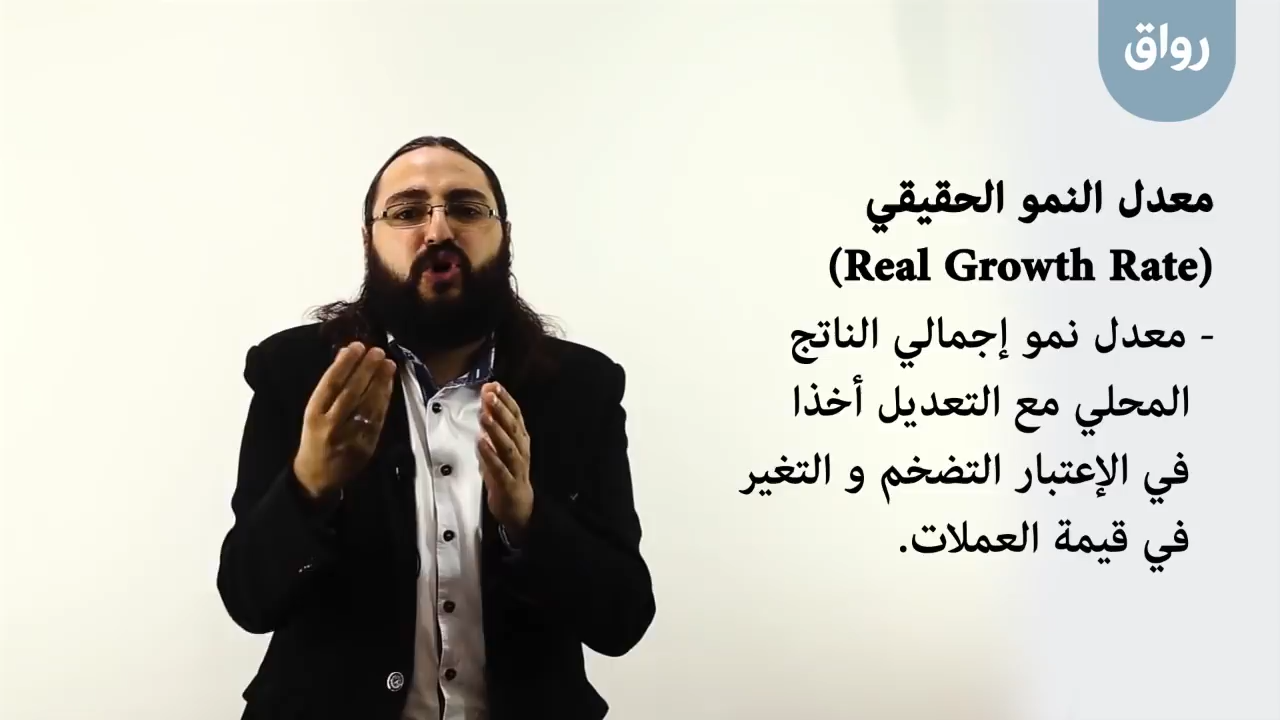 رواق
معدل النمو الحقيقي
(Real Growth Rate)
- معدل نمو إجمالي الناتج
المحلي مع التعديل أخذا
في الإعتبار التضخم و التغير
في قيمة العملات.